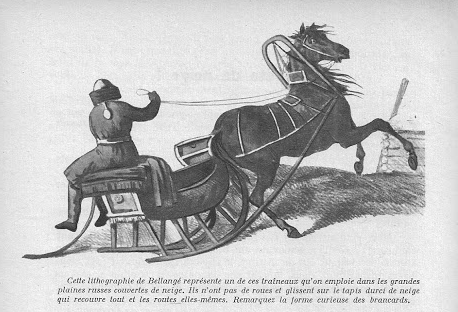 Cette lithographie de Bellangé représente un de ces traîneaux qu'on emploie dans les grandes
plaines russes couvertes de neige. Ils n'ont pas de roues et glissent sur le tapis durci de neige
qui recouvre tout et les routes elles-mêmes. Remarquez la forme curieuse des brancards.